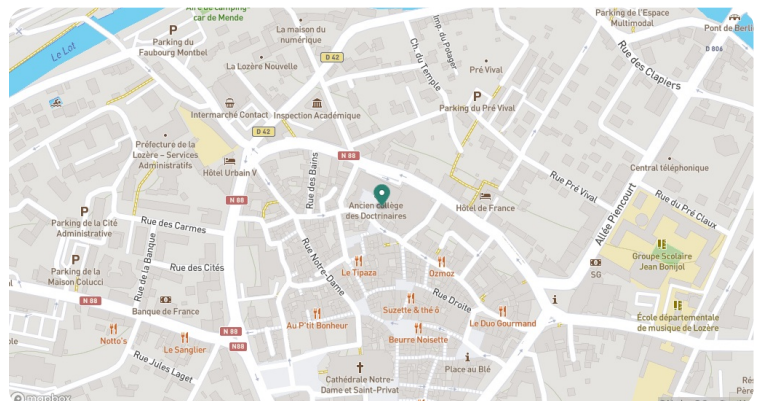 Aire de camping
car de Mende
Parking de l'Espace
Multimodal
Pont de Berli
La maison du
numérique
Imp. du Potager
P
Parking du
Faubourg Montbel
Le Lot
D 42
Ch. du Temple
Rue des Clapiers
D 806
La Lozère Nouvelle
Pré Vival
P
Parking du Pré Vival
Intermarché Contact
Inspection Académique
D 42
Préfecture de la
Lozère – Services
Administratifs
N 88
Hôtel Urbain V
Rue des Bains
Central téléphonique
Rue Pré Vival
N 88
Ancien collège
des Doctrinaires
Hôtel de France
Allée Piencourt
Rue du Pré Claux
P
Parking de la Cité
Administrative
Rue des Carmes
Rue de la Banque
Rue des Cités
Rue Notre-Dame
Groupe Scolaire
Jean Bonijol
P
Parking de la
Maison Colucci
Le Tipaza
Ozmoz
SG
N 88
Banque de France
Rue Droite
Suzette & thé ô
École départementale
de musique de Lozère
Au P'tit Bonheur
Le Duo Gourmand
N 88
N88
Notto's
Le Sanglier
Beurre Noisette
Rue Jules Laget
Place au Blé
Cathédrale Notre-
Dame et Saint-Privat
Père
mapbox